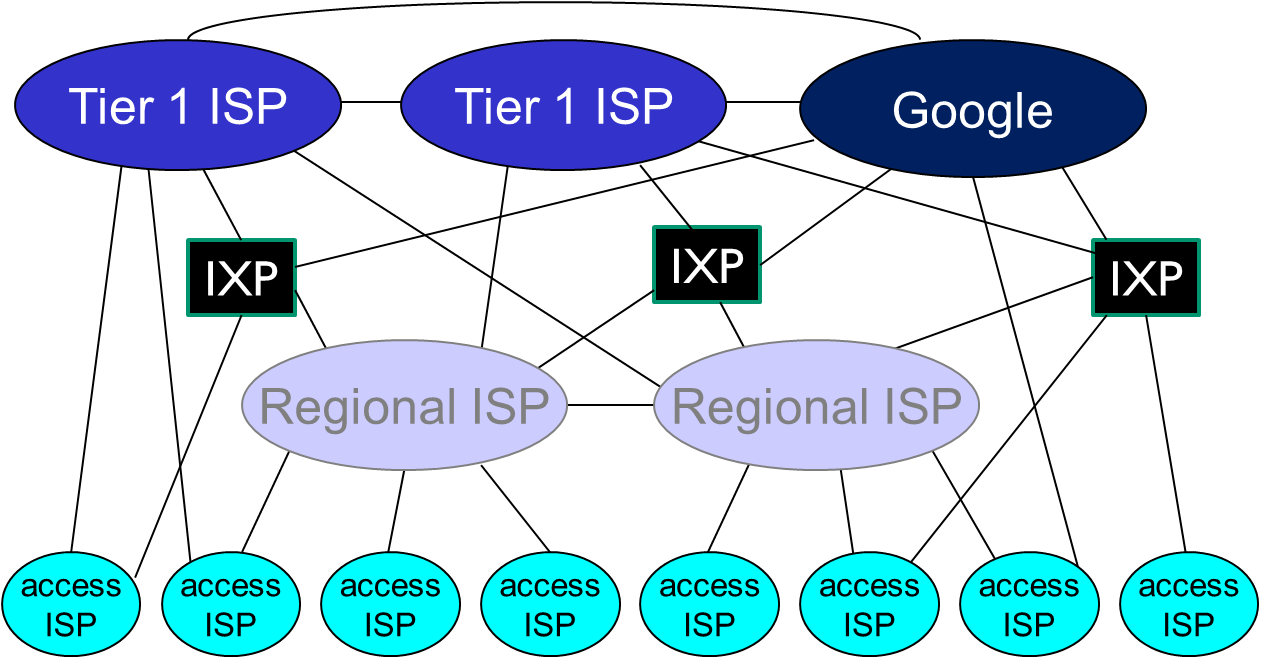 Tier 1 ISP
Tier 1 ISP
Google
IXP
IXP
IXP
Regional ISP
Regional ISP
access
ISP
access
ISP
access
ISP
access
ISP
access
ISP
access
ISP
access
ISP
access
ISP